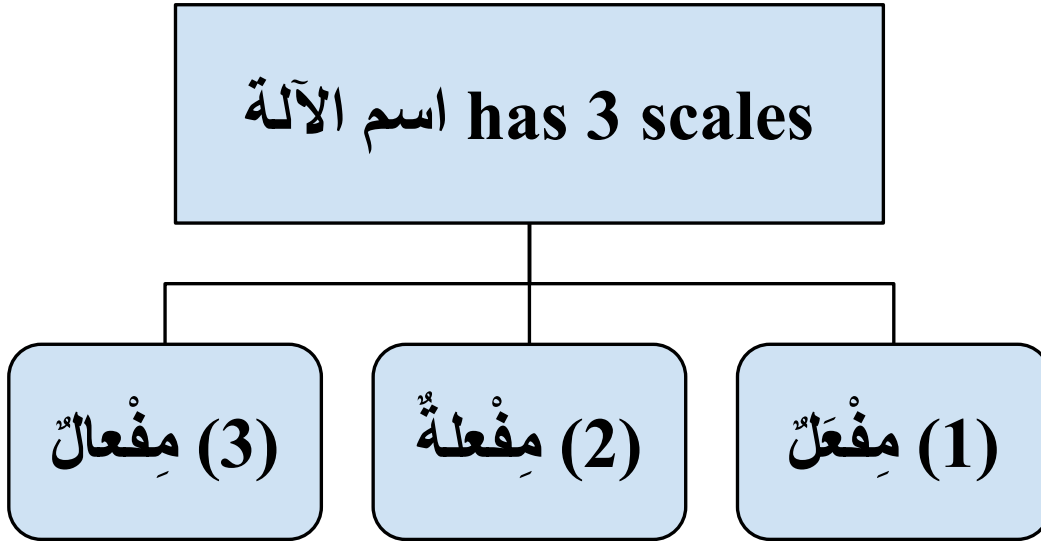 اسم الآلة has 3 scales
(1) مِفْعَلٌ
(2) مِفْعلةٌ
(3) مِفْعالٌ